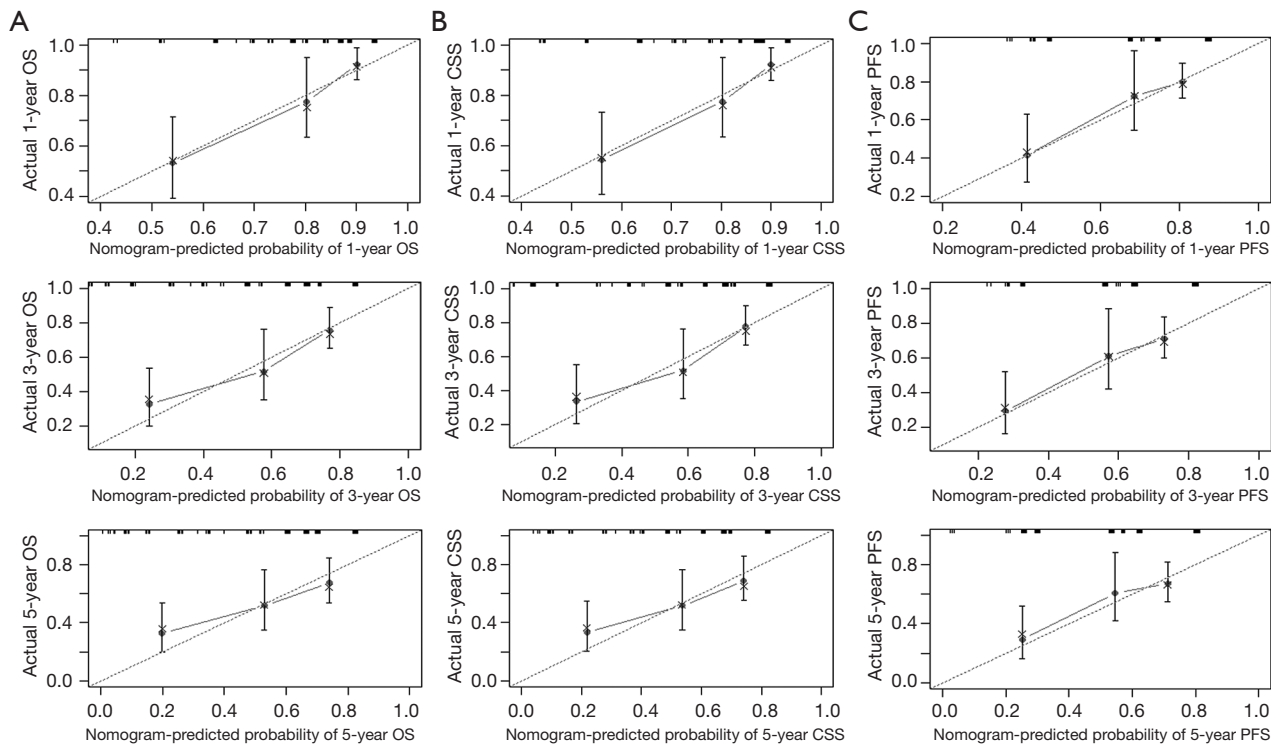 A
B
C
Actual 1-year OS
1.0
0.8
0.6
0.4
0.4 0.5 0.6 0.7 0.8 0.9 1.0
Nomogram-predicted probability of 1-year OS
Actual 1-year CSS
1.0
0.8
0.6
0.4
0.4 0.5 0.6 0.7 0.8 0.9 1.0
Nomogram-predicted probability of 1-year CSS
Actual 1-year PFS
1.0
0.8
0.6
0.4
0.2
0.2 0.4 0.6 0.8 1.0
Nomogram-predicted probability of 1-year PFS
Actual 3-year OS
1.0
0.8
0.6
0.4
0.2
0.2 0.4 0.6 0.8 1.0
Nomogram-predicted probability of 3-year OS
Actual 3-year CSS
1.0
0.8
0.6
0.4
0.2
0.2 0.4 0.6 0.8 1.0
Nomogram-predicted probability of 3-year CSS
Actual 3-year PFS
1.0
0.8
0.6
0.4
0.2
0.2 0.4 0.6 0.8 1.0
Nomogram-predicted probability of 3-year PFS
Actual 5-year OS
0.8
0.4
0.0
0.0 0.2 0.4 0.6 0.8 1.0
Nomogram-predicted probability of 5-year OS
Actual 5-year CSS
0.8
0.4
0.0
0.0 0.2 0.4 0.6 0.8 1.0
Nomogram-predicted probability of 5-year CSS
Actual 5-year PFS
0.8
0.4
0.0
0.0 0.2 0.4 0.6 0.8 1.0
Nomogram-predicted probability of 5-year PFS